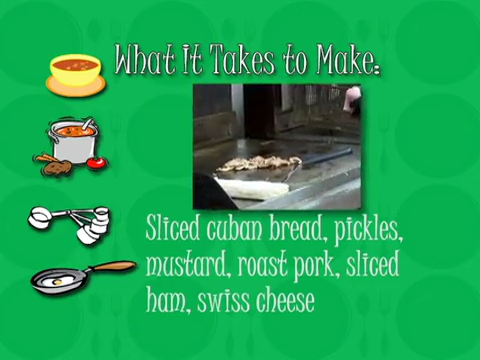 What It Takes to Make:
Sliced cuban bread, pickles,
mustard, roast pork, sliced
ham, swiss cheese